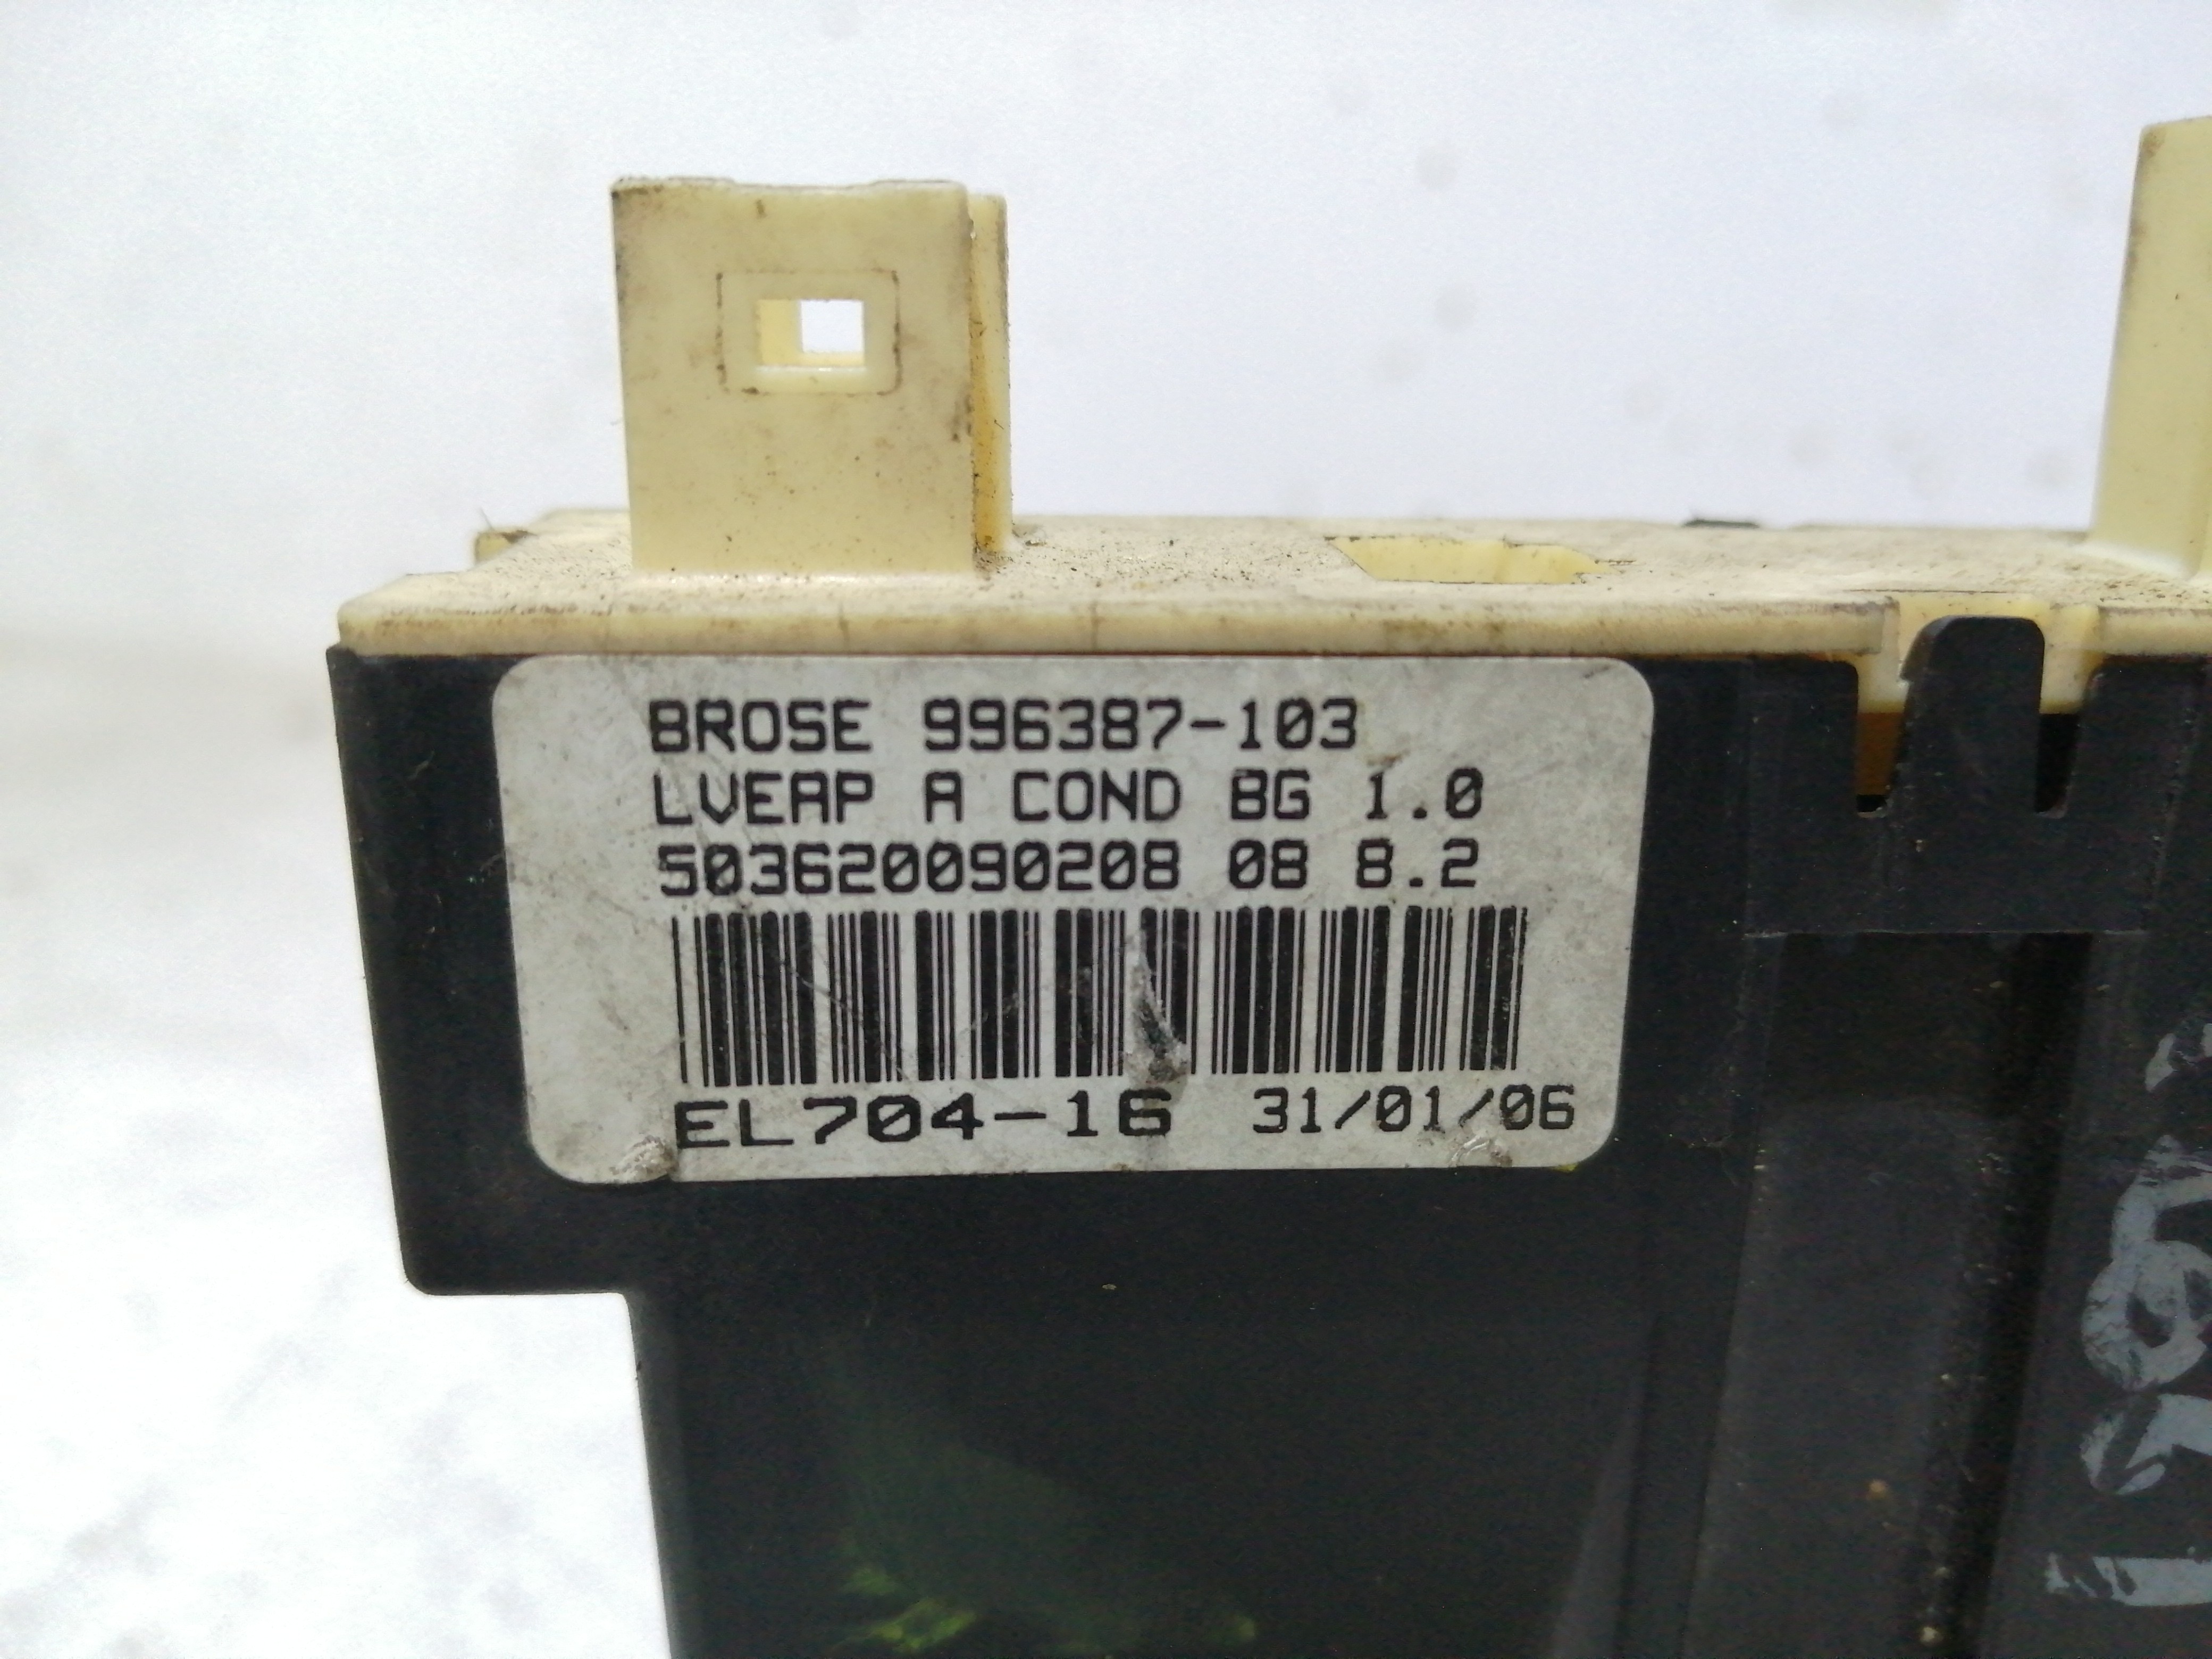 BROSE 996387-103
LVEAP A COND BG 1.0
503620090208 08 8.2
EL704-16 31/01/06